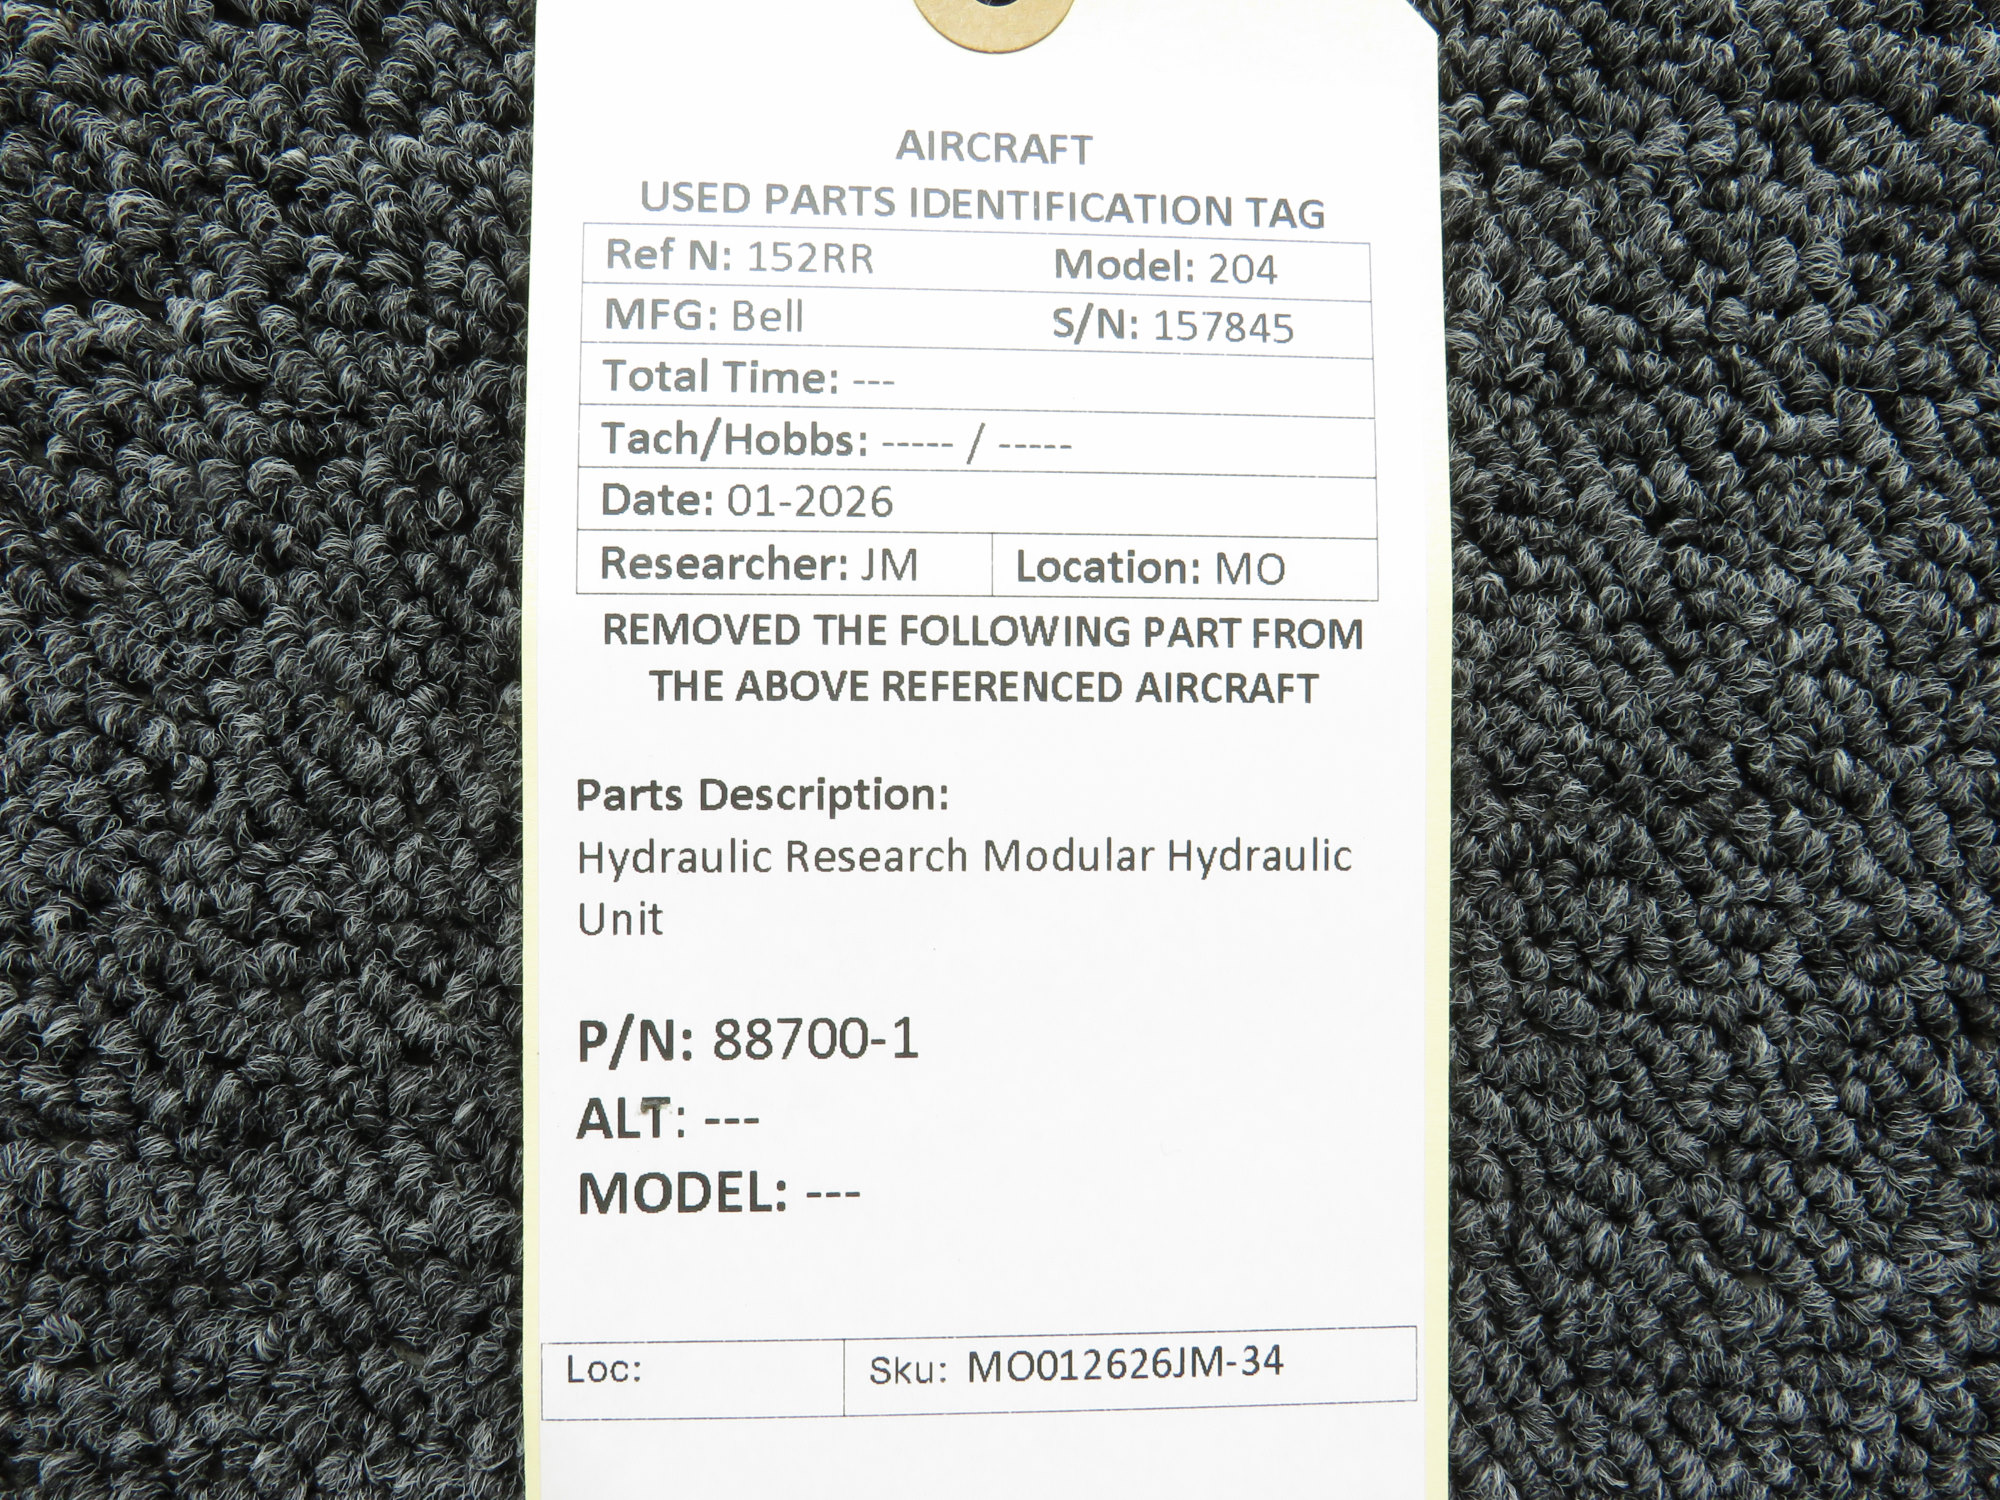 AIRCRAFT
USED PARTS IDENTIFICATION TAG
Ref N: 152RR Model: 204
MFG: Bell S/N: 157845
Total Time: ---
Tach/Hobbs: ----- / -----
Date: 01-2026
Researcher: JM Location: MO
REMOVED THE FOLLOWING PART FROM
THE ABOVE REFERENCED AIRCRAFT
Parts Description:
Hydraulic Research Modular Hydraulic
Unit
P/N: 88700-1
ALT: ---
MODEL: ---
Loc: Sku: MO012626JM-34